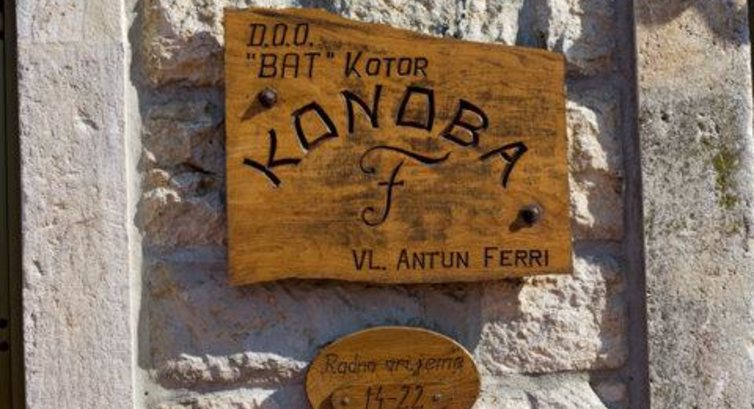 D.O.O.
"BAT" KOTOR
KONOBA
F
VL. ANTUN FERRI
Radno vrijeme
14-22